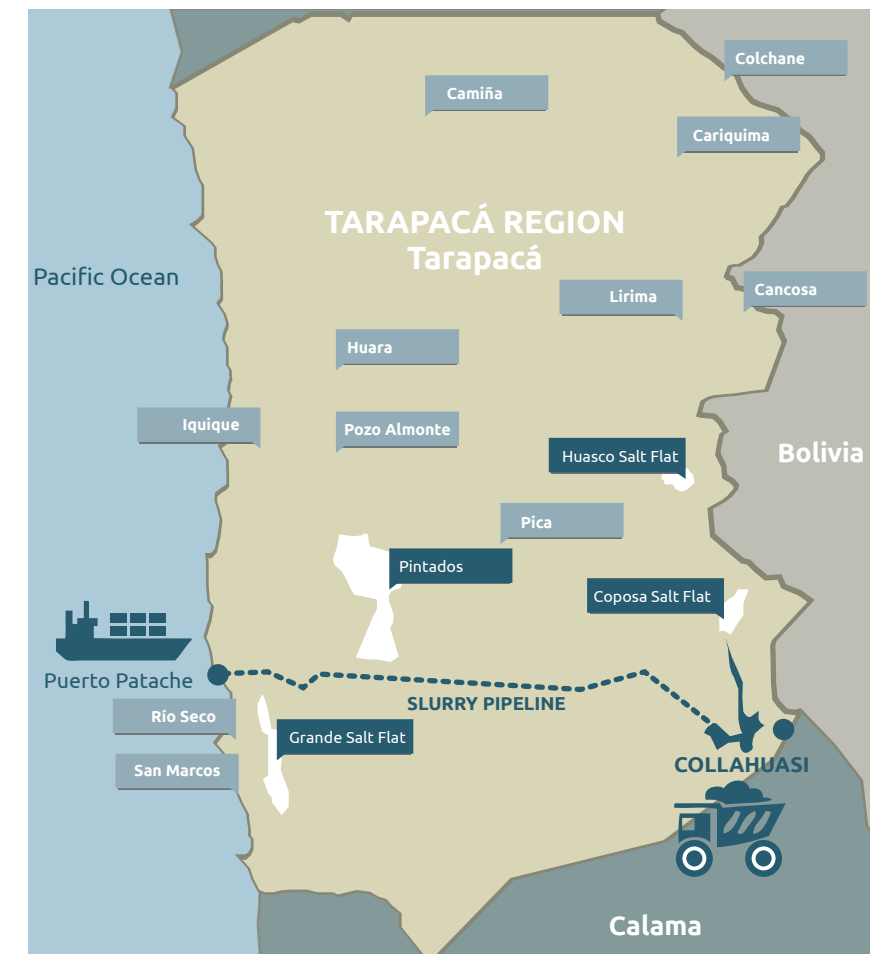 Colchane
Camiña
Cariquima
TARAPACÁ REGION
Tarapacá
Pacific Ocean
Cancosa
Lirima
Huara
Iquique
Pozo Almonte
Bolivia
Huasco Salt Flat
Pica
Pintados
Coposa Salt Flat
Puerto Patache
SLURRY PIPELINE
Río Seco
Grande Salt Flat
COLLAHUASI
San Marcos
Calama